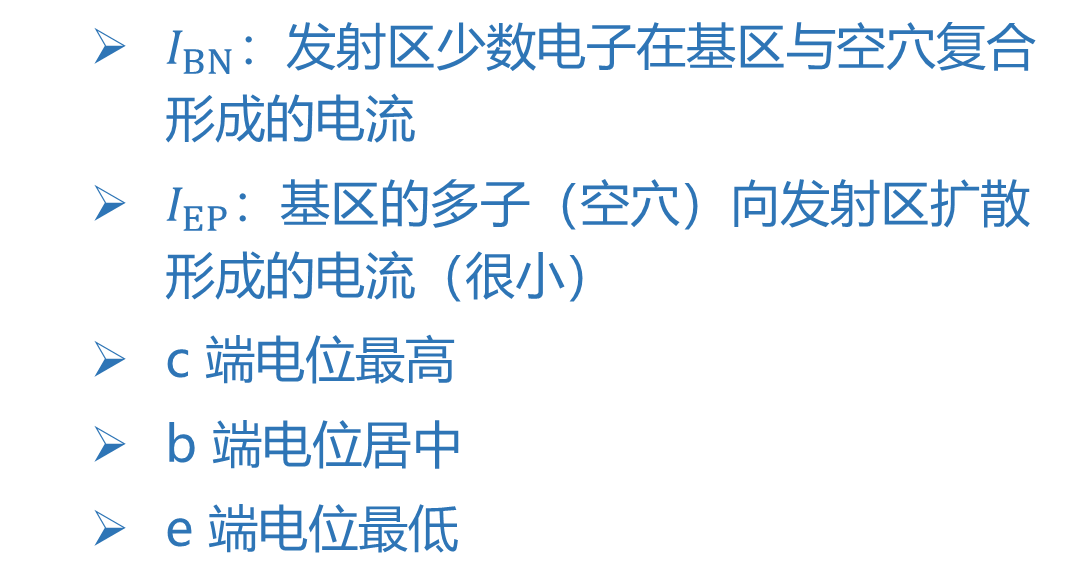 ➢ I_BN：发射区少数电子在基区与空穴复合
形成的电流
➢ I_EP：基区的多子（空穴）向发射区扩散
形成的电流（很小）
➢ c 端电位最高
➢ b 端电位居中
➢ e 端电位最低